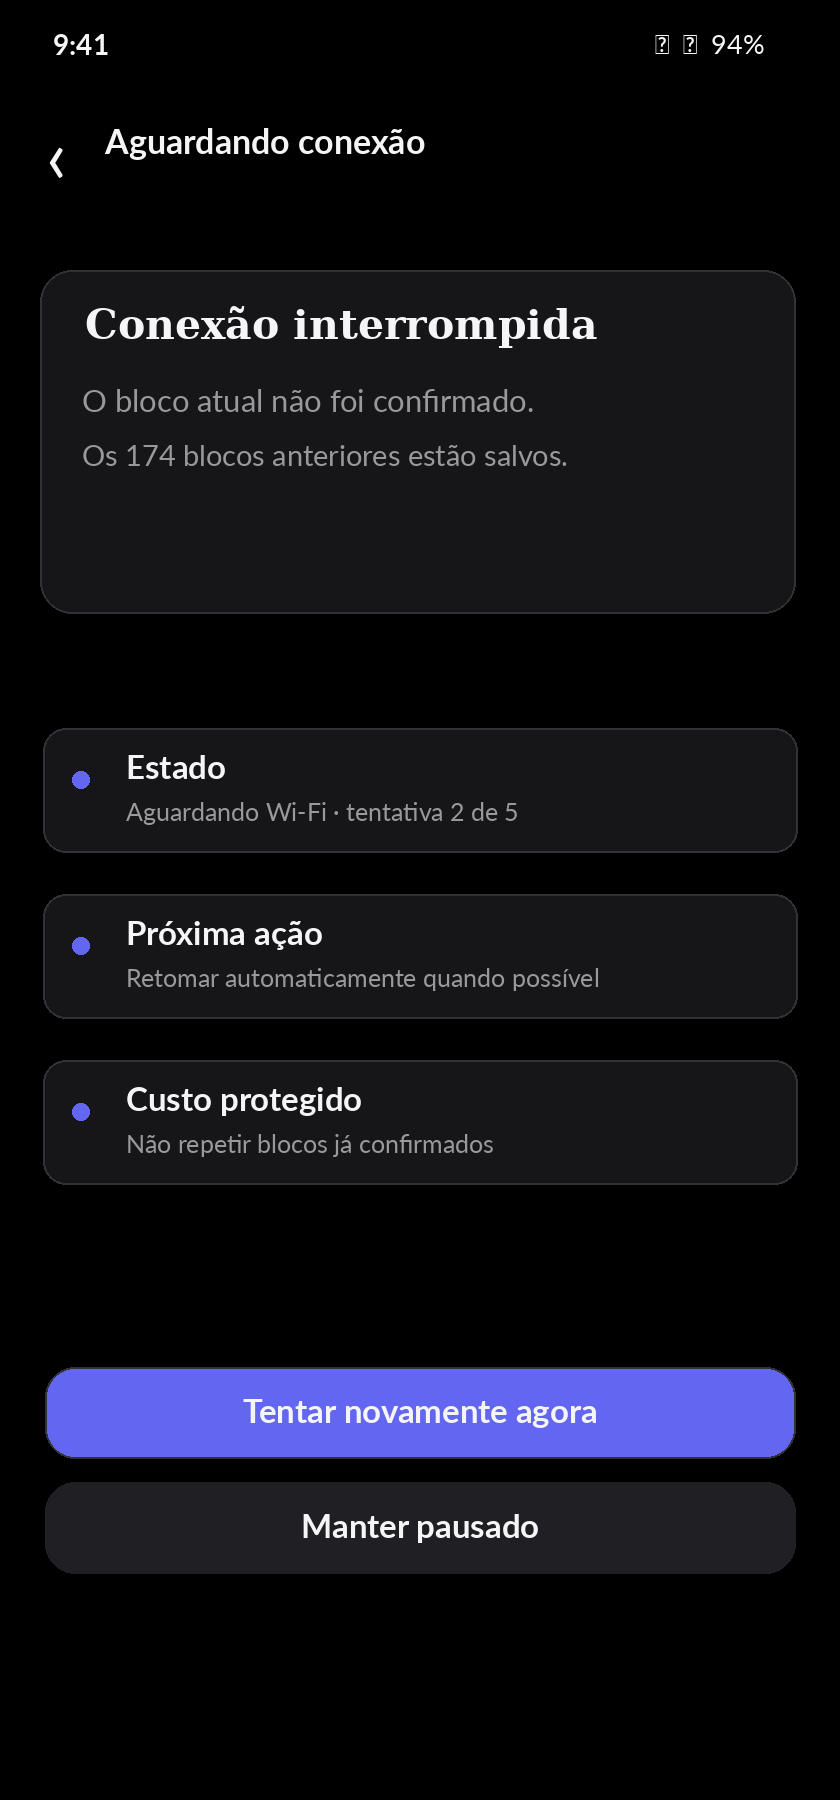 9:41 94%
Aguardando conexão
Conexão interrompida
O bloco atual não foi confirmado.
Os 174 blocos anteriores estão salvos.
Estado
Aguardando Wi-Fi · tentativa 2 de 5
Próxima ação
Retomar automaticamente quando possível
Custo protegido
Não repetir blocos já confirmados
Tentar novamente agora
Manter pausado